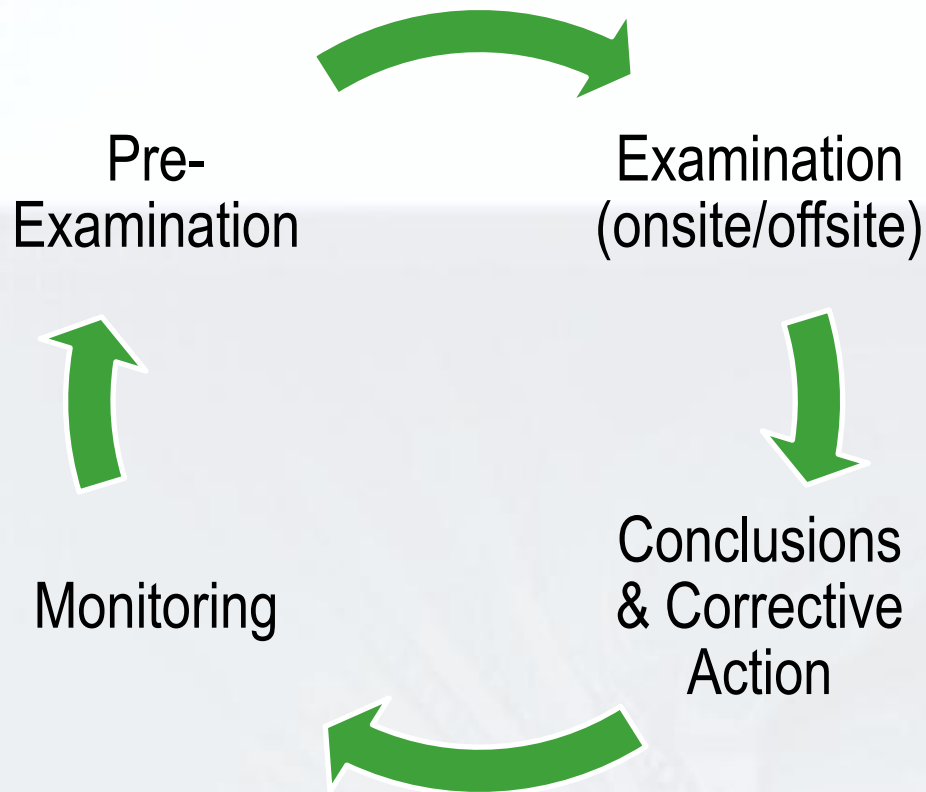 Pre-
Examination
Examination
(onsite/offsite)
Conclusions
& Corrective
Action
Monitoring